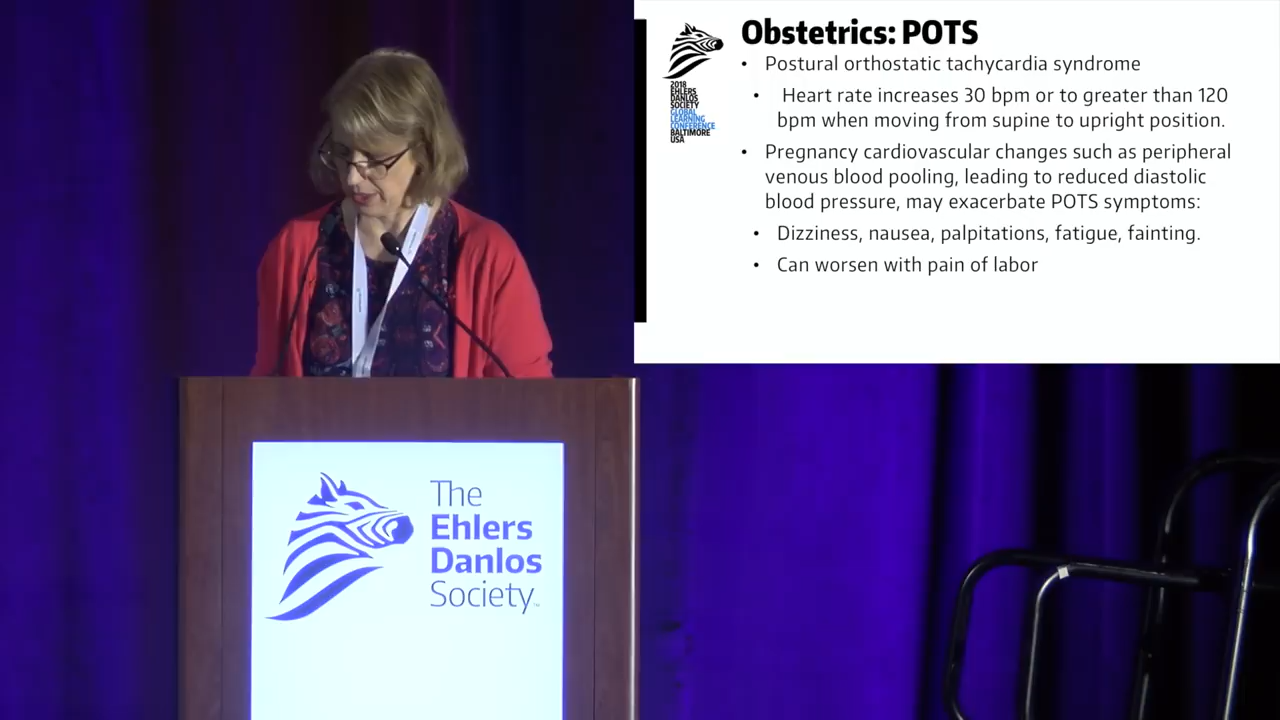 Obstetrics: POTS
• Postural orthostatic tachycardia syndrome
• Heart rate increases 30 bpm or to greater than 120
bpm when moving from supine to upright position.
• Pregnancy cardiovascular changes such as peripheral
venous blood pooling, leading to reduced diastolic
blood pressure, may exacerbate POTS symptoms:
• Dizziness, nausea, palpitations, fatigue, fainting.
• Can worsen with pain of labor
2018
EHLERS
DANLOS
SOCIETY
GLOBAL
LEARNING
CONFERENCE
BALTIMORE
USA
The
Ehlers
Danlos
Society